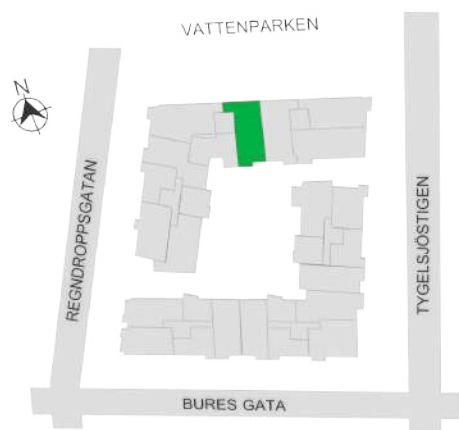 VATTENPARKEN
N
REGNDROPPSGATAN
TYGELSJÖSTIGEN
BURES GATA